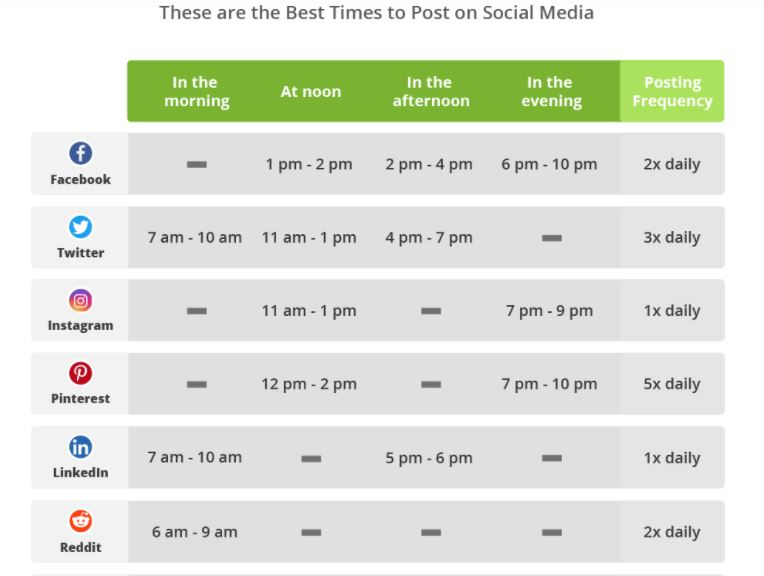 These are the Best Times to Post on Social Media
In the morning At noon In the afternoon In the evening Posting Frequency
Facebook — 1 pm - 2 pm 2 pm - 4 pm 6 pm - 10 pm 2x daily
Twitter 7 am - 10 am 11 am - 1 pm 4 pm - 7 pm — 3x daily
Instagram — 11 am - 1 pm — 7 pm - 9 pm 1x daily
Pinterest — 12 pm - 2 pm — 7 pm - 10 pm 5x daily
LinkedIn 7 am - 10 am — 5 pm - 6 pm — 1x daily
Reddit 6 am - 9 am — — — 2x daily